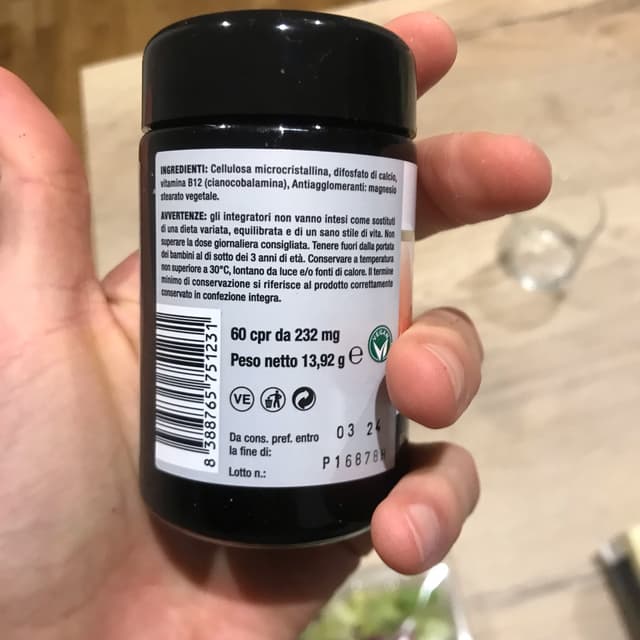 INGREDIENTI: Cellulosa microcristallina, difosfato di calcio,
vitamina B12 (cianocobalamina), Antiagglomeranti: magnesio
stearato vegetale.
AVVERTENZE: gli integratori non vanno intesi come sostituti
di una dieta variata, equilibrata e di un sano stile di vita. Non
superare la dose giornaliera consigliata. Tenere fuori dalla portata
dei bambini al di sotto dei 3 anni di età. Conservare a temperatura
non superiore a 30°C, lontano da luce e/o fonti di calore. Il termine
minimo di conservazione si riferisce al prodotto correttamente
conservato in confezione integra.
60 cpr da 232 mg
Peso netto 13,92 g e
VEGAN
VE
8 388765 751231
Da cons. pref. entro
la fine di: 03 24
Lotto n.: P16878